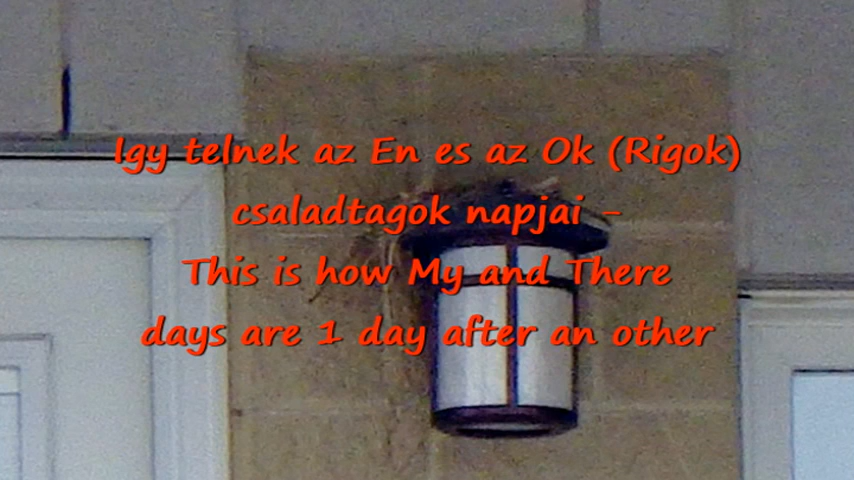 Igy telnek az En es az Ok (Rigok)
csaladtagok napjai -
This is how My and There
days are 1 day after an other